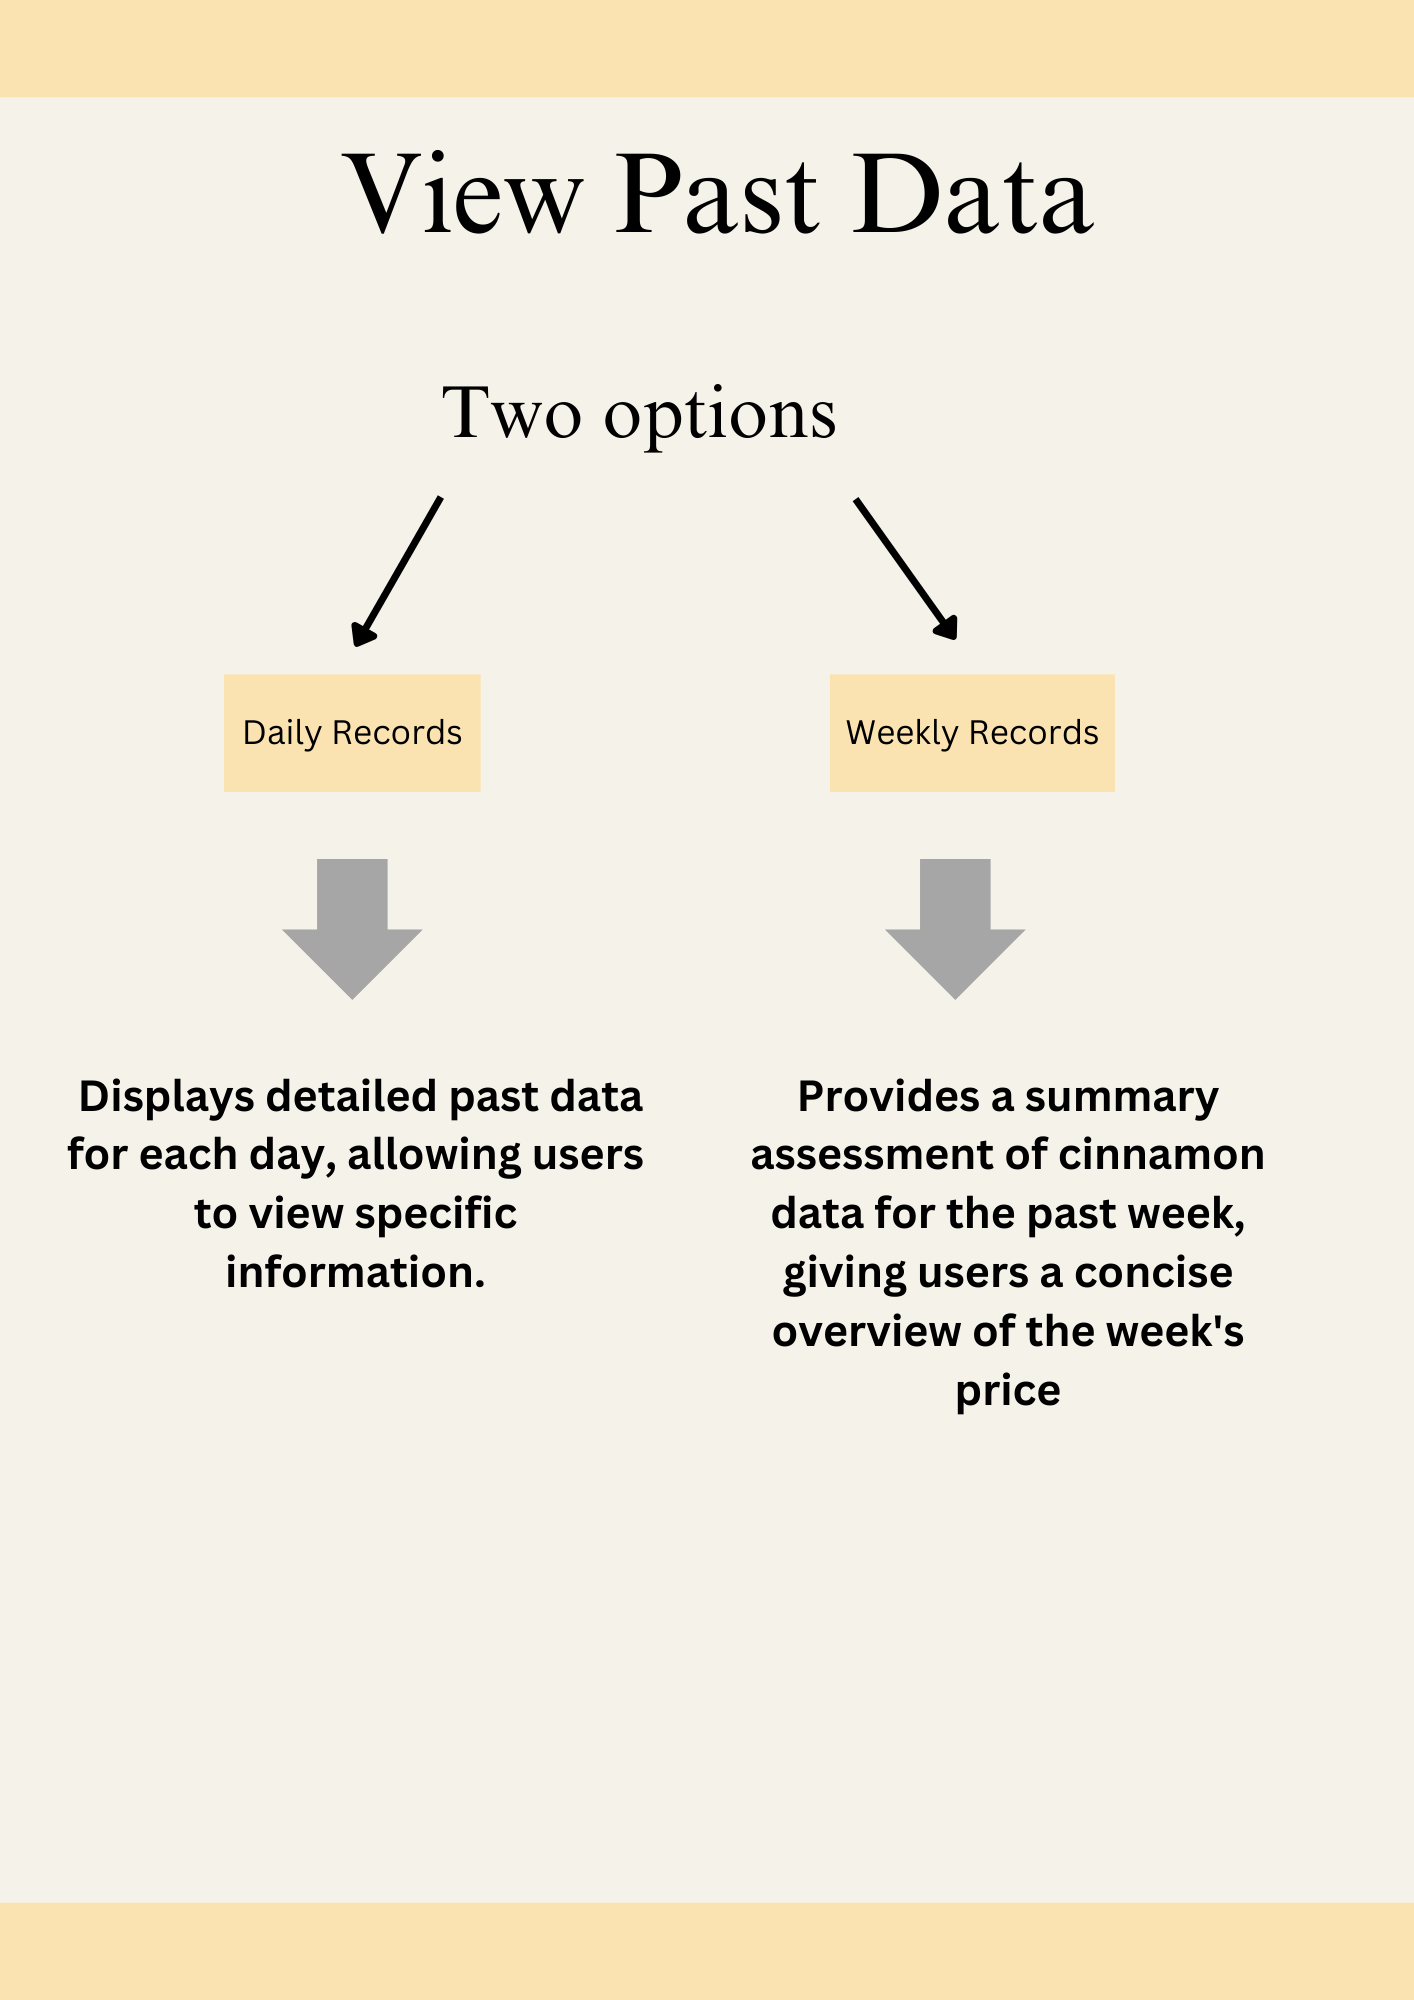 View Past Data
Two options
Daily Records
Weekly Records
Displays detailed past data
for each day, allowing users
to view specific
information.
Provides a summary
assessment of cinnamon
data for the past week,
giving users a concise
overview of the week's
price